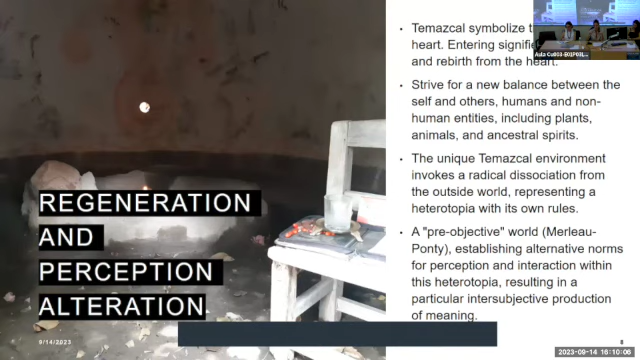 REGENERATION
AND
PERCEPTION
ALTERATION
9/14/2023
• Temazcal symbolize
heart. Entering
and rebirth from the heart.
• Strive for a new balance between the
self and others, humans and non-
human entities, including plants,
animals, and ancestral spirits.
• The unique Temazcal environment
invokes a radical dissociation from
the outside world, representing a
heterotopia with its own rules.
• A "pre-objective" world (Merleau-
Ponty), establishing alternative norms
for perception and interaction within
this heterotopia, resulting in a
particular intersubjective production
of meaning.
8
2023-09-14 16:10:06